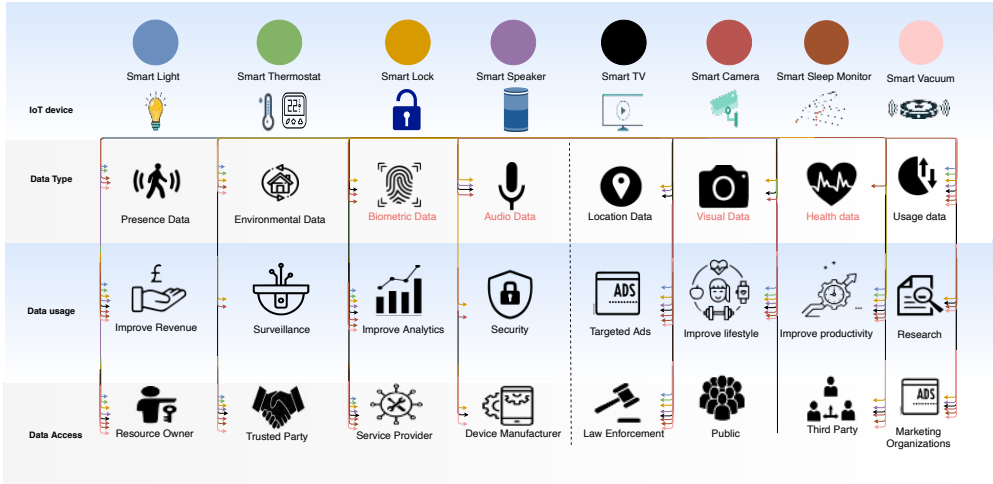 Smart Light
Smart Thermostat
Smart Lock
Smart Speaker
Smart TV
Smart Camera
Smart Sleep Monitor
Smart Vacuum
IoT device
22
Data Type
Presence Data
Environmental Data
Biometric Data
Audio Data
Location Data
Visual Data
Health data
Usage data
Data usage
£
ADS
Improve Revenue
Surveillance
Improve Analytics
Security
Targeted Ads
Improve lifestyle
Improve productivity
Research
Data Access
ADS
Resource Owner
Trusted Party
Service Provider
Device Manufacturer
Law Enforcement
Public
Third Party
Marketing
Organizations